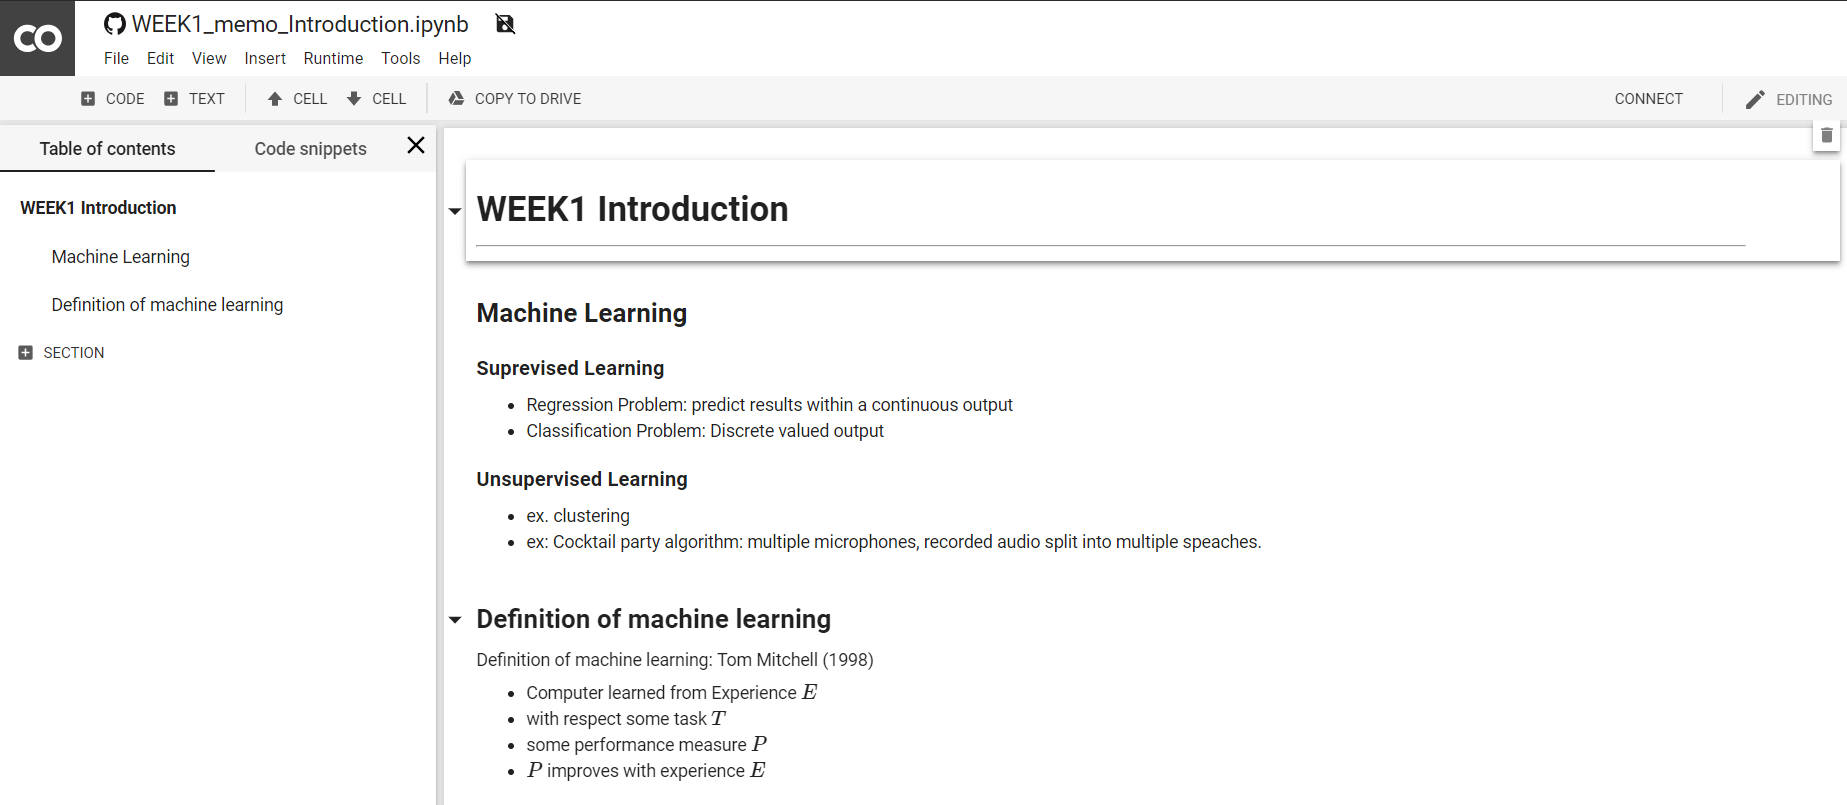 CO
WEEK1_memo_Introduction.ipynb
File Edit View Insert Runtime Tools Help
CODE TEXT CELL CELL COPY TO DRIVE CONNECT EDITING
Table of contents Code snippets
WEEK1 Introduction
Machine Learning
Definition of machine learning
SECTION
WEEK1 Introduction
Machine Learning
Suprevised Learning
• Regression Problem: predict results within a continuous output
• Classification Problem: Discrete valued output
Unsupervised Learning
• ex. clustering
• ex: Cocktail party algorithm: multiple microphones, recorded audio split into multiple speaches.
Definition of machine learning
Definition of machine learning: Tom Mitchell (1998)
• Computer learned from Experience E
• with respect some task T
• some performance measure P
• P improves with experience E